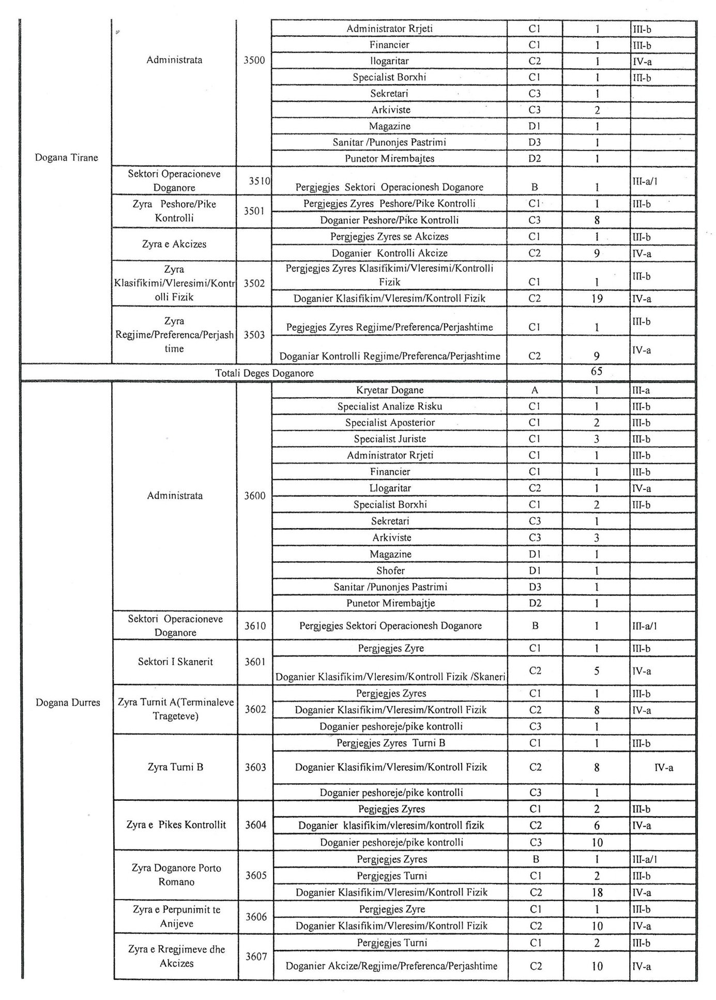 Administrator Rrjeti C1 1 III-b
Financier C1 1 III-b
Administrata 3500 llogaritar C2 1 IV-a
Specialist Borxhi C1 1 III-b
Sekretari C3 1
Arkiviste C3 2
Magazine D1 1
Sanitar /Punonjes Pastrimi D3 1
Dogana Tirane Punetor Mirembajtes D2 1
Sektori Operacioneve
Doganore 3510 Pergjegjes Sektori Operacionesh Doganore B 1 III-a/1
Zyra Peshore/Pike
Kontrolli 3501 Pergjegjes Zyres Peshore/Pike Kontrolli C1 1 III-b
Doganier Peshore/Pike Kontrolli C3 8
Zyra e Akcizes Pergjegjes Zyres se Akcizes C1 1 III-b
Doganier Kontrolli Akcize C2 9 IV-a
Zyra
Klasifikimi/Vleresimi/Kontr
olli Fizik 3502 Pergjegjes Zyres Klasifikimi/Vleresimi/Kontrolli
Fizik C1 1 III-b
Doganier Klasifikim/Vleresim/Kontroll Fizik C2 19 IV-a
Zyra
Regjime/Preferenca/Perjash
time 3503 Pegjegjes Zyres Regjime/Preferenca/Perjashtime C1 1 III-b
Doganiar Kontrolli Regjime/Preferenca/Perjashtime C2 9 IV-a
Totali Deges Doganore 65
Kryetar Dogane A 1 III-a
Specialist Analize Risku C1 1 III-b
Specialist Aposterior C1 2 III-b
Specialist Juriste C1 3 III-b
Administrator Rrjeti C1 1 III-b
Financier C1 1 III-b
Llogaritar C2 1 IV-a
Administrata 3600
Specialist Borxhi C1 2 III-b
Sekretari C3 1
Arkiviste C3 3
Magazine D1 1
Shofer D1 1
Sanitar /Punonjes Pastrimi D3 1
Punetor Mirembajtje D2 1
Sektori Operacioneve
Doganore 3610 Pergjegjes Sektori Operacionesh Doganore B 1 III-a/1
Sektori I Skanerit 3601 Pergjegjes Zyre C1 1 III-b
Doganier Klasifikim/Vleresim/Kontroll Fizik /Skaneri C2 5 IV-a
Dogana Durres
Zyra Turnit A(Terminaleve
Trageteve) 3602 Pergjegjes Zyres C1 1 III-b
Doganier Klasifikim/Vleresim/Kontroll Fizik C2 8 IV-a
Doganier peshoreje/pike kontrolli C3 1
Zyra Turni B 3603 Pergjegjes Zyres Turni B C1 1 III-b
Doganier Klasifikim/Vleresim/Kontroll Fizik C2 8 IV-a
Doganier peshoreje/pike kontrolli C3 1
Zyra e Pikes Kontrollit 3604 Pegjegjes Zyres C1 2 III-b
Doganier klasifikim/vleresim/kontroll fizik C2 6 IV-a
Doganier peshoreje/pike kontrolli C3 10
Zyra Doganore Porto
Romano 3605 Pergjegjes Zyres B 1 III-a/1
Pergjegjes Turni C1 2 III-b
Doganier Klasifikim/Vleresim/Kontroll Fizik C2 18 IV-a
Zyra e Perpunimit te
Anijeve 3606 Pergjegjes Zyre C1 1 III-b
Doganier Klasifikim/Vleresim/Kontroll Fizik C2 10 IV-a
Zyra e Rregjimeve dhe
Akcizes 3607 Pergjegjes Turni C1 2 III-b
Doganier Akcize/Regjime/Preferenca/Perjashtime C2 10 IV-a